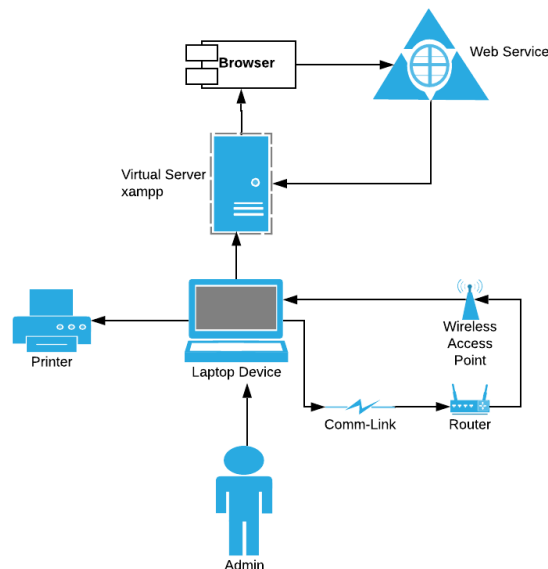 Browser
Web Service
Virtual Server
xampp
Printer
Laptop Device
Wireless
Access
Point
Comm-Link
Router
Admin